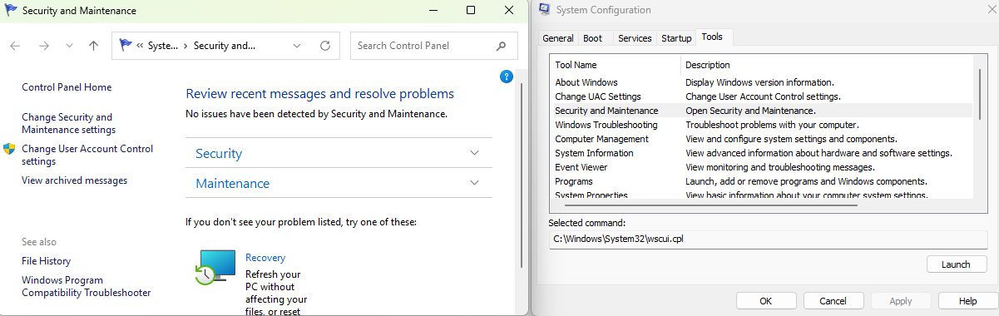 Security and Maintenance
« Syste... > Security and...
Search Control Panel
Control Panel Home
Change Security and
Maintenance settings
Change User Account Control
settings
View archived messages
See also
File History
Windows Program
Compatibility Troubleshooter
?
Review recent messages and resolve problems
No issues have been detected by Security and Maintenance.
Security
Maintenance
If you don't see your problem listed, try one of these:
Recovery
Refresh your
PC without
affecting your
files, or reset
System Configuration
General Boot Services Startup Tools
Tool Name Description
About Windows Display Windows version information.
Change UAC Settings Change User Account Control settings.
Security and Maintenance Open Security and Maintenance.
Windows Troubleshooting Troubleshoot problems with your computer.
Computer Management View and configure system settings and components.
System Information View advanced information about hardware and software settings.
Event Viewer View monitoring and troubleshooting messages.
Programs Launch, add or remove programs and Windows components.
System Properties View basic information about your computer system settings.
Selected command:
C:\Windows\System32\wscui.cpl
Launch
OK Cancel Apply Help